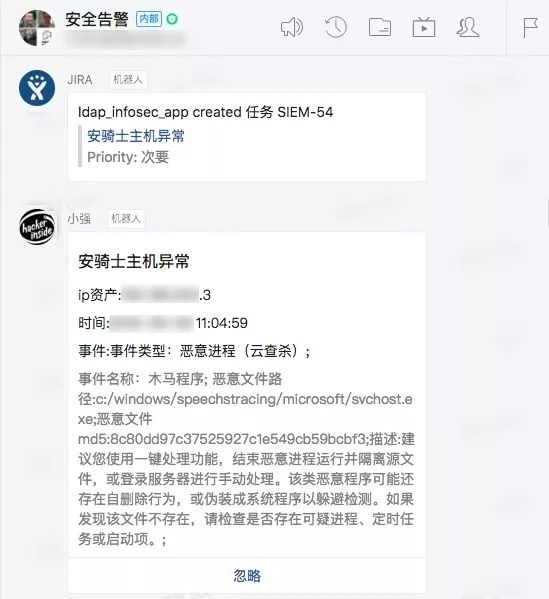 安全告警 内部
JIRA 机器人
ldap_infosec_app created 任务 SIEM-54
安骑士主机异常
Priority: 次要
hacker
inside
小强 机器人
安骑士主机异常
ip资产: .3
时间: 11:04:59
事件:事件类型：恶意进程（云查杀）;
事件名称：木马程序; 恶意文件路
径:c:/windows/speechstracing/microsoft/svchost.e
xe;恶意文件
md5:8c80dd97c37525927c1e549cb59bcbf3;描述:建
议您使用一键处理功能，结束恶意进程运行并隔离源文
件，或登录服务器进行手动处理。该类恶意程序可能还
存在自删除行为，或伪装成系统程序以躲避检测。如果
发现该文件不存在，请检查是否存在可疑进程、定时任
务或启动项。;
忽略